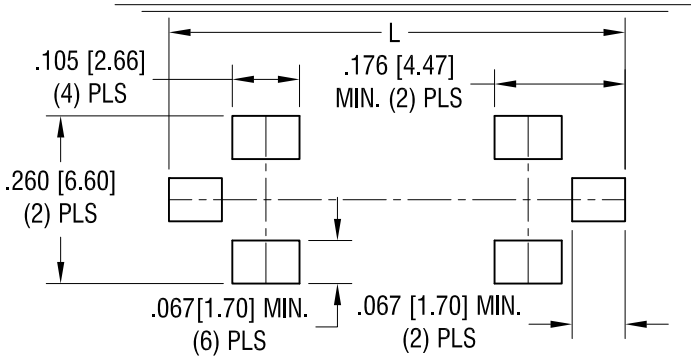 L
.105 [2.66]
(4) PLS
.176 [4.47]
MIN. (2) PLS
.260 [6.60]
(2) PLS
.067[1.70] MIN.
(6) PLS
.067 [1.70] MIN.
(2) PLS